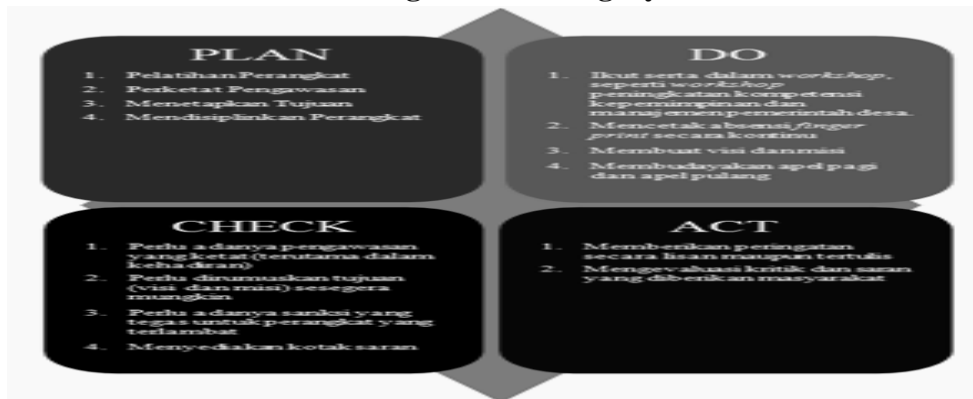 PLAN
1. Pelatihan Perangkat
2. Perketat Pengawasan
3. Menetapkan Tujuan
4. Mendisiplinkan Perangkat
DO
1. Ikut serta dalam workshop,
seperti workshop
peningkatan kompetensi
kepemimpinan dan
manajemen pemerintah desa.
2. Mencetak absensi finger
print secara kontinu
3. Membuat visi dan misi
4. Membudayakan apel pagi
dan apel pulang
CHECK
1. Perlu adanya pengawasan
yang ketat (terutama dalam
kehadiran)
2. Perlu dirumuskan tujuan
(visi dan misi) sesegera
mungkin
3. Perlu adanya sanksi yang
tegas untuk perangkat yang
terlambat
4. Menyediakan kotak saran
ACT
1. Memberikan peringatan
secara lisan maupun tertulis
2. Mengevaluasi kritik dan saran
yang diberikan masyarakat